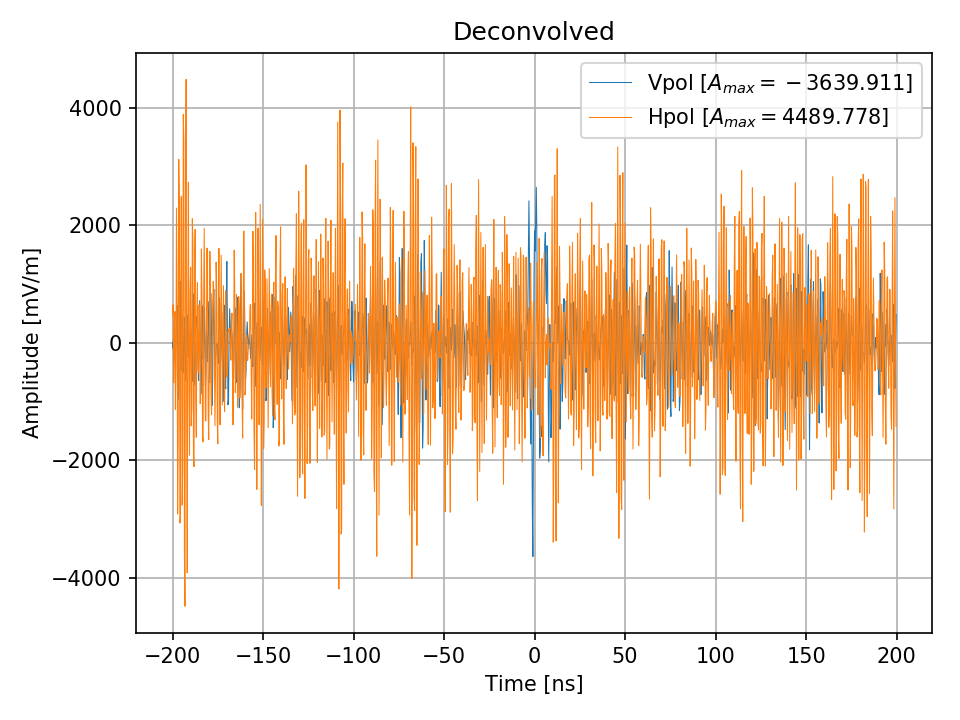 Deconvolved
Vpol [A_max = −3639.911]
Hpol [A_max = 4489.778]
Amplitude [mV/m]
4000
2000
0
−2000
−4000
−200 −150 −100 −50 0 50 100 150 200
Time [ns]